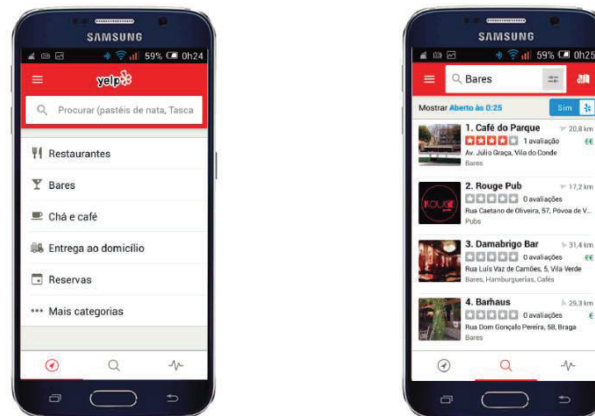 SAMSUNG
59% 0h24
yelp
Procurar (pastéis de nata, Tasca
Restaurantes
Bares
Chá e café
Entrega ao domicílio
Reservas
Mais categorias
SAMSUNG
59% 0h25
Bares
Mostrar Aberto às 0:25 Sim
1. Café do Parque 20,8 km
1 avaliação €€
Av. Júlio Graça, Vila do Conde
Bares
2. Rouge Pub 17,2 km
ROUGE
0 avaliações
Rua Caetano de Oliveira, 57, Póvoa de V...
Pubs
3. Damabrigo Bar 31,4 km
0 avaliações €€
Rua Luís Vaz de Camões, 5, Vila Verde
Bares, Hamburguerias, Cafés
4. Barhaus 29,3 km
0 avaliações €
Rua Dom Gonçalo Pereira, 58, Braga
Bares